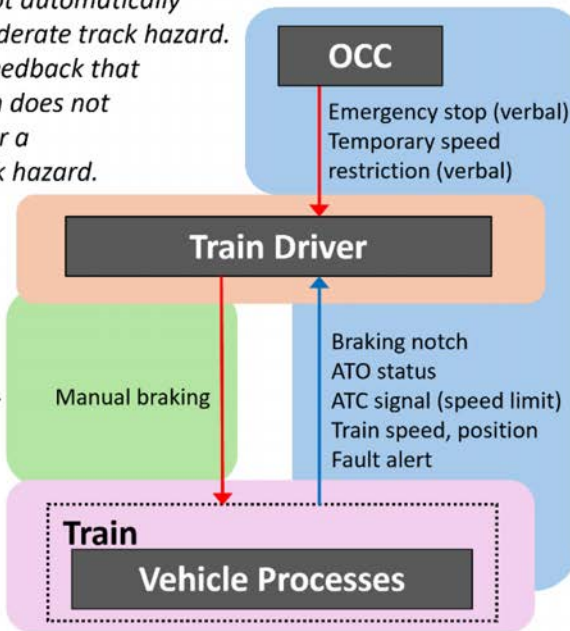 ot automatically
derate track hazard.
eedback that
n does not
r a
k hazard.
OCC
Emergency stop (verbal)
Temporary speed
restriction (verbal)
Train Driver
Manual braking
Braking notch
ATO status
ATC signal (speed limit)
Train speed, position
Fault alert
Train
Vehicle Processes